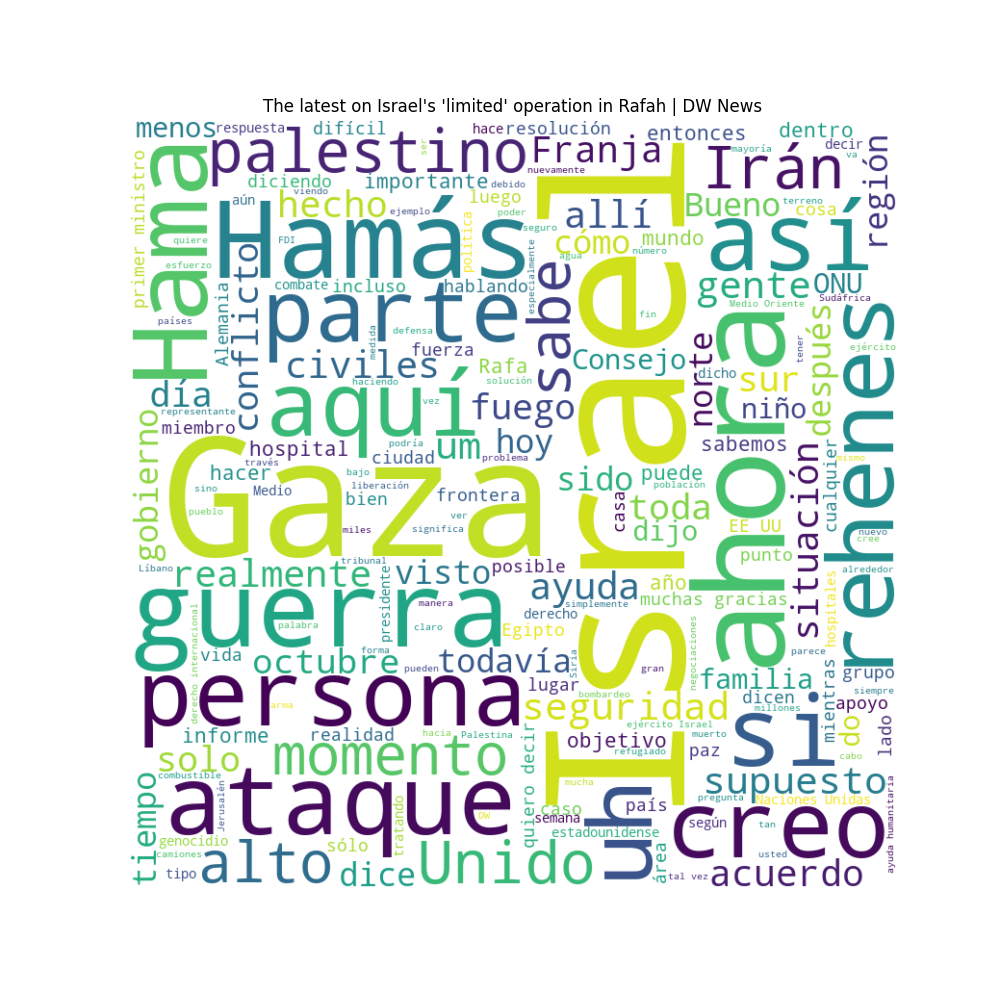 The latest on Israel's 'limited' operation in Rafah | DW News
menos
respuesta
difícil
hace
resolución
entonces
dentro
decir
palestino
Franja
mayoría
va
ser
nuevamente
Irán
región
primer ministro
Hama
diciendo
viendo
importante
debido
aún
hecho
ejemplo
luego
poder
seguro
allí
Bueno
terreno
cosa
quiere
FDI
Hamás
política
cómo
mundo
número
así
esfuerzo
conflicto
combate
incluso
hablando
especialmente
agua
gente
ONU
Alemania
parte
sabe
Israel
Medio Oriente
Sudáfrica
países
medida
defensa
fuerza
fin
ahora
después
tener
ejército
rehenes
civiles
Rafa
Consejo
norte
dicho
sur
solución
haciendo
día
representante
miembro
aquí
vez
fuego
niño
gobierno
hospital
podría
um
hoy
sabemos
situación
cualquier
mismo
través
ciudad
problema
hacer
sino
Medio
bajo
liberación
bien
frontera
sido
puede
población
casa
toda
pueblo
Gaza
ver
miles
significa
dijo
EE UU
nuevo
cree
punto
Líbano
tribunal
posible
realmente
visto
ayuda
año
alrededor
hospitales
presidente
manera
simplemente
muchas gracias
derecho
guerra
palabra
claro
Egipto
negociaciones
derecho internacional
forma
parece
vida
octubre
pueden
todavía
Siria
gran
familia
mientras
grupo
lugar
persona
arma
bombardeo
dicen
siempre
apoyo
millones
seguridad
informe
realidad
hacia
Palestina
ejército Israel
muerto
si
do
lado
objetivo
refugiado
paz
cabo
solo
momento
quiero decir
supuesto
tiempo
combustible
mucha
pregunta
Naciones Unidas
ayuda humanitaria
Jerusalén
ataque
tratando
DW
caso
uh
país
semana
según
tan
creo
genocidio
sólo
estadounidense
camiones
tipo
alto
dice
Unido
área
tal vez
usted
acuerdo